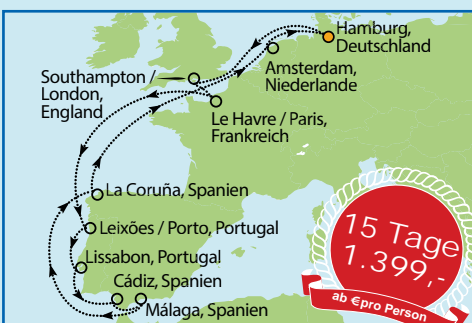 Hamburg,
Deutschland
Amsterdam,
Niederlande
Southampton /
London,
England
Le Havre / Paris,
Frankreich
La Coruña, Spanien
Leixões / Porto, Portugal
Lissabon, Portugal
Cádiz, Spanien
Málaga, Spanien
15 Tage
1.399,-
ab €pro Person